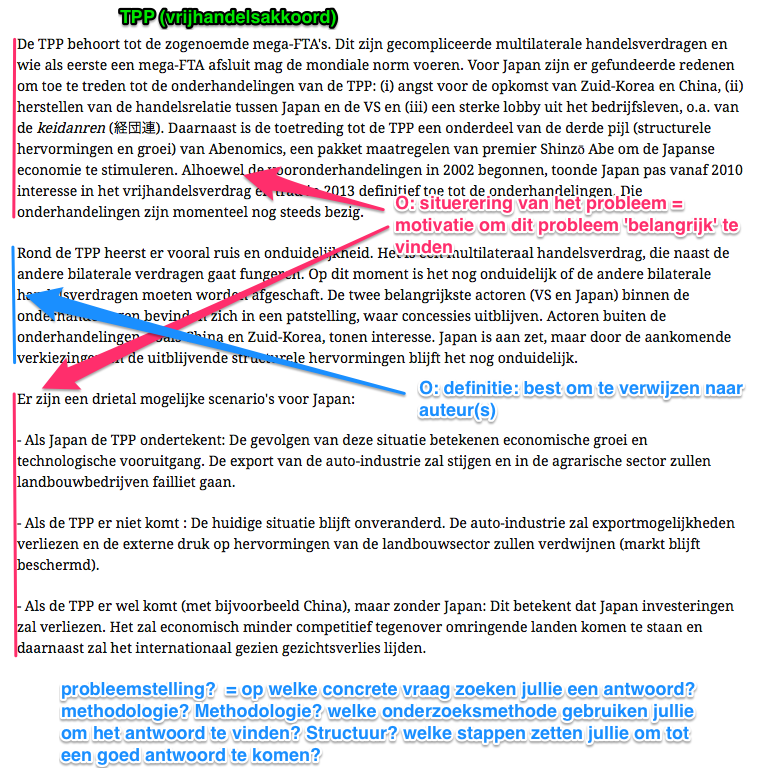 TPP (vrijhandelsakkoord)
De TPP behoort tot de zogenoemde mega-FTA's. Dit zijn gecompliceerde multilaterale handelsverdragen en
wie als eerste een mega-FTA afsluit mag de mondiale norm voeren. Voor Japan zijn er gefundeerde redenen
om toe te treden tot de onderhandelingen van de TPP: (i) angst voor de opkomst van Zuid-Korea en China, (ii)
herstellen van de handelsrelatie tussen Japan en de VS en (iii) een sterke lobby uit het bedrijfsleven, o.a. van
de keidanren (経団連). Daarnaast is de toetreding tot de TPP een onderdeel van de derde pijl (structurele
hervormingen en groei) van Abenomics, een pakket maatregelen van premier Shinzō Abe om de Japanse
economie te stimuleren. Alhoewel de vooronderhandelingen in 2002 begonnen, toonde Japan pas vanaf 2010
interesse in het vrijhandelsverdrag en trad in 2013 definitief toe tot de onderhandelingen. Die
onderhandelingen zijn momenteel nog steeds bezig.
O: situerering van het probleem =
motivatie om dit probleem 'belangrijk' te
vinden
Rond de TPP heerst er vooral ruis en onduidelijkheid. Het is een multilateraal handelsverdrag, die naast de
andere bilaterale verdragen gaat fungeren. Op dit moment is het nog onduidelijk of de andere bilaterale
handelsverdragen moeten worden afgeschaft. De twee belangrijkste actoren (VS en Japan) binnen de
onderhandelingen bevinden zich in een patstelling, waar concessies uitblijven. Actoren buiten de
onderhandelingen, zoals China en Zuid-Korea, tonen interesse. Japan is aan zet, maar door de aankomende
verkiezingen en de uitblijvende structurele hervormingen blijft het nog onduidelijk.
O: definitie: best om te verwijzen naar
auteur(s)
Er zijn een drietal mogelijke scenario's voor Japan:
- Als Japan de TPP ondertekent: De gevolgen van deze situatie betekenen economische groei en
technologische vooruitgang. De export van de auto-industrie zal stijgen en in de agrarische sector zullen
landbouwbedrijven failliet gaan.
- Als de TPP er niet komt : De huidige situatie blijft onveranderd. De auto-industrie zal exportmogelijkheden
verliezen en de externe druk op hervormingen van de landbouwsector zullen verdwijnen (markt blijft
beschermd).
- Als de TPP er wel komt (met bijvoorbeeld China), maar zonder Japan: Dit betekent dat Japan investeringen
zal verliezen. Het zal economisch minder competitief tegenover omringende landen komen te staan en
daarnaast zal het internationaal gezien gezichtsverlies lijden.
probleemstelling?  = op welke concrete vraag zoeken jullie een antwoord?
methodologie? Methodologie? welke onderzoeksmethode gebruiken jullie
om het antwoord te vinden? Structuur? welke stappen zetten jullie om tot
een goed antwoord te komen?